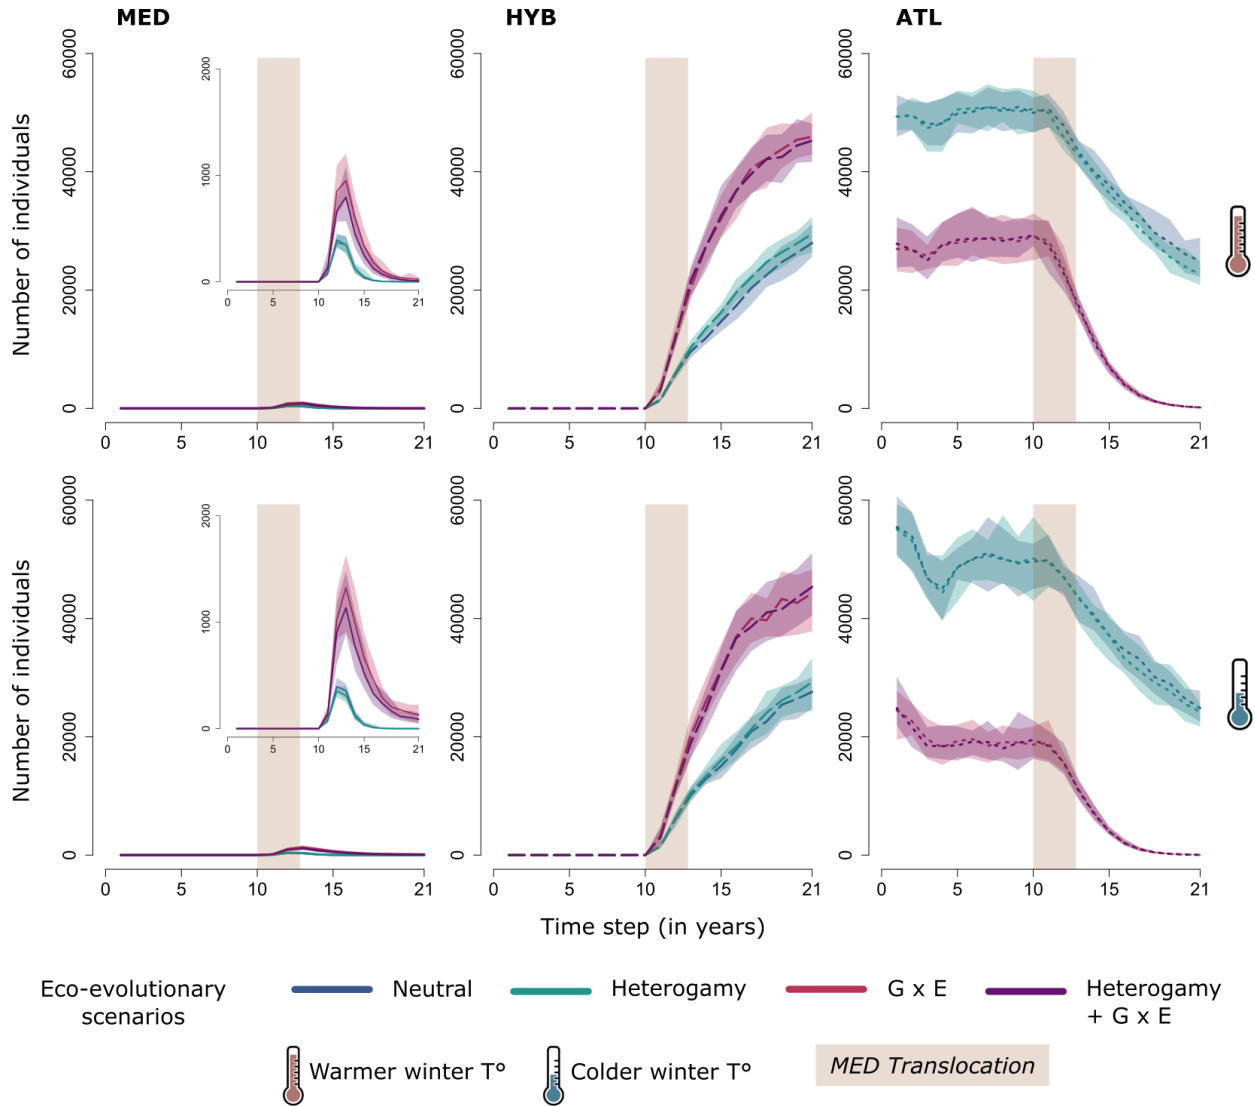 MED
HYB
ATL
Number of individuals
60000
40000
20000
0
2000
1000
0
0 5 10 15 21
0 5 10 15 21
60000
40000
20000
0
0 5 10 15 21
60000
40000
20000
0
0 5 10 15 21
Number of individuals
60000
40000
20000
0
2000
1000
0
0 5 10 15 21
0 5 10 15 21
60000
40000
20000
0
0 5 10 15 21
60000
40000
20000
0
0 5 10 15 21
Time step (in years)
Eco-evolutionary
scenarios
Neutral
Heterogamy
G x E
Heterogamy
+ G x E
Warmer winter T°
Colder winter T°
MED Translocation